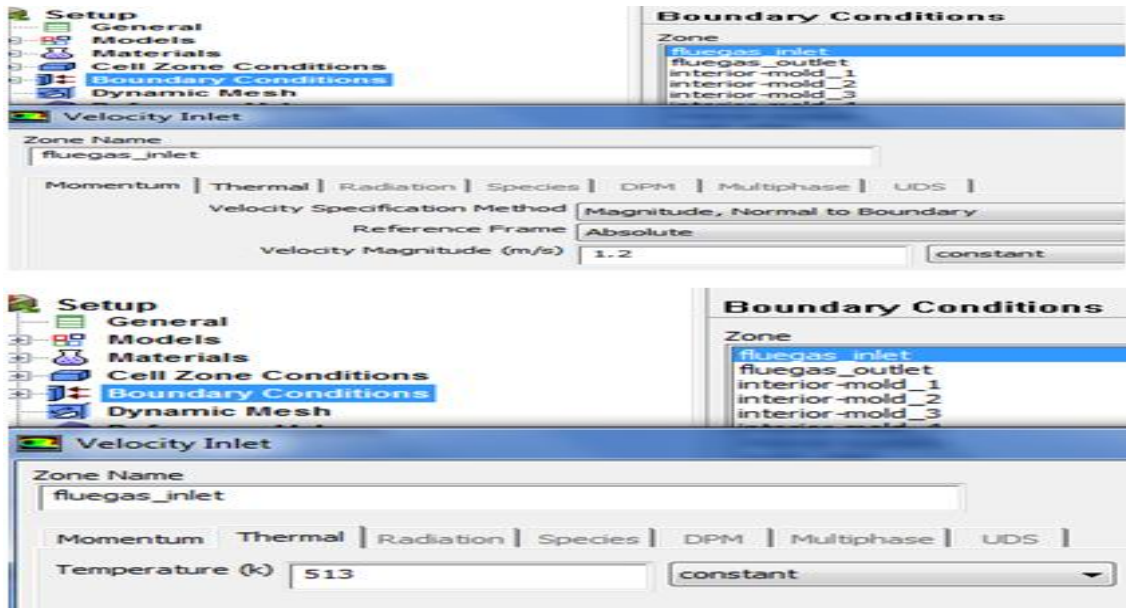 Setup
General
Models
Materials
Cell Zone Conditions
Boundary Conditions
Dynamic Mesh
Boundary Conditions
Zone
fluegas_inlet
fluegas_outlet
interior-mold_1
interior-mold_2
interior-mold_3
Velocity Inlet
Zone Name
fluegas_inlet
Momentum Thermal Radiation Species DPM Multiphase UDS
Velocity Specification Method Magnitude, Normal to Boundary
Reference Frame Absolute
Velocity Magnitude (m/s) 1.2 constant
Setup
General
Models
Materials
Cell Zone Conditions
Boundary Conditions
Dynamic Mesh
Boundary Conditions
Zone
fluegas_inlet
fluegas_outlet
interior-mold_1
interior-mold_2
interior-mold_3
Velocity Inlet
Zone Name
fluegas_inlet
Momentum Thermal Radiation Species DPM Multiphase UDS
Temperature (k) 513 constant